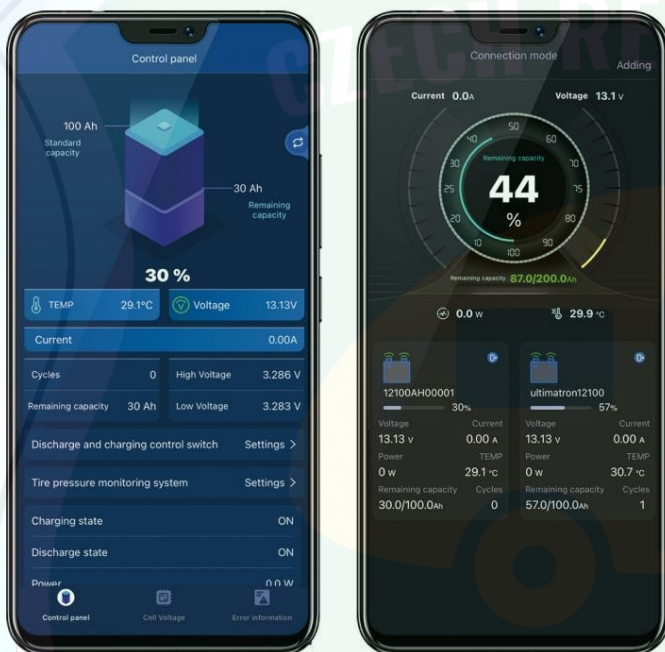 Control panel
100 Ah
Standard
capacity
30 Ah
Remaining
capacity
30 %
TEMP 29.1°C Voltage 13.13V
Current 0.00A
Cycles 0 High Voltage 3.286 V
Remaining capacity 30 Ah Low Voltage 3.283 V
Discharge and charging control switch Settings >
Tire pressure monitoring system Settings >
Charging state ON
Discharge state ON
Power 0.0 W
Control panel Cell Voltage Error information
CZECH RE
Connection mode
Adding
Current 0.0A Voltage 13.1 V
50
40 60
30 70
Remaining capacity
25 44 75
%
20 80
10 90
100
Remaining capacity 87.0/200.0Ah
0.0 W 29.9 °C
12100AH00001 ultimatron12100
30% 57%
Voltage Current Voltage Current
13.13 V 0.00 A 13.13 V 0.00 A
Power TEMP Power TEMP
0 W 29.1 °C 0 W 30.7 °C
Remaining capacity Cycles Remaining capacity Cycles
30.0/100.0Ah 0 57.0/100.0Ah 1